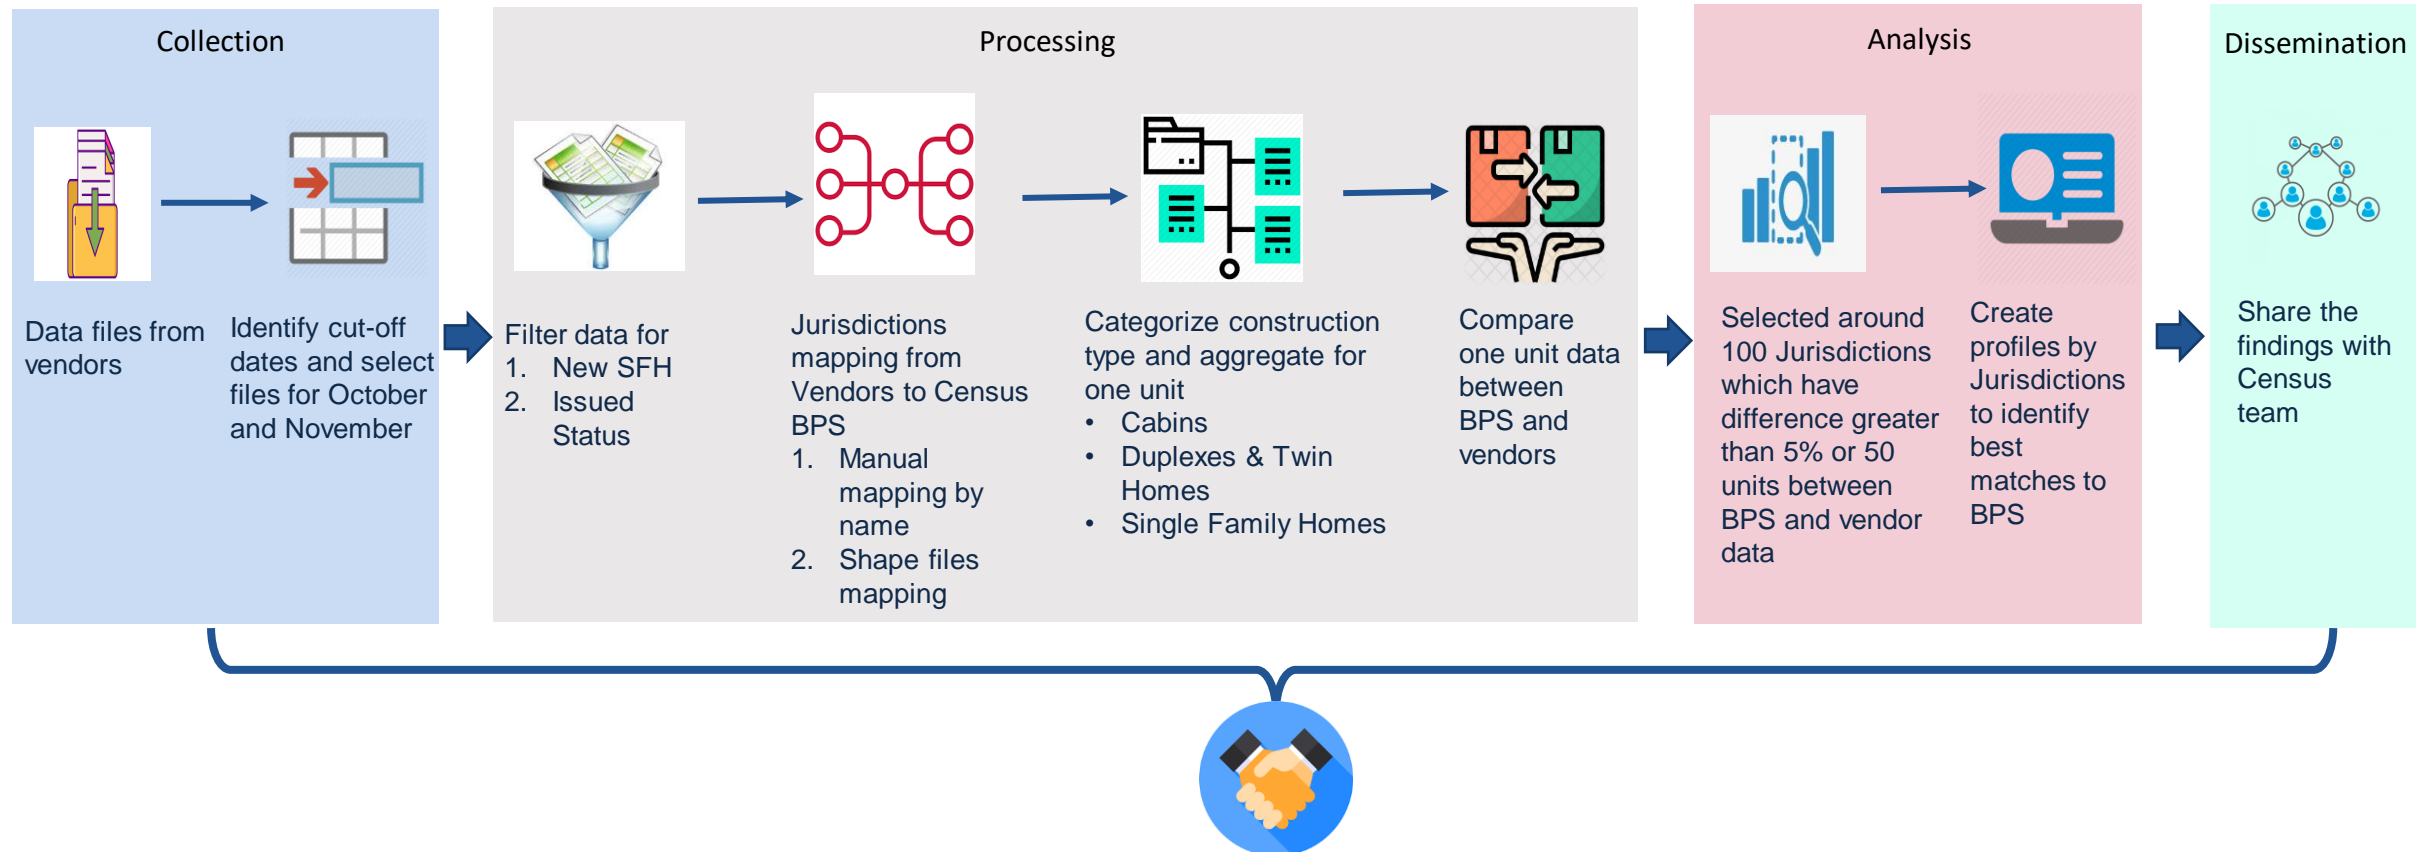 Collection
Data files from
vendors
Identify cut-off
dates and select
files for October
and November
Processing
Filter data for
1. New SFH
2. Issued
Status
Jurisdictions
mapping from
Vendors to Census
BPS
1. Manual
mapping by
name
2. Shape files
mapping
Categorize construction
type and aggregate for
one unit
• Cabins
• Duplexes & Twin
Homes
• Single Family Homes
Compare
one unit data
between
BPS and
vendors
Analysis
Selected around
100 Jurisdictions
which have
difference greater
than 5% or 50
units between
BPS and vendor
data
Create
profiles by
Jurisdictions
to identify
best
matches to
BPS
Dissemination
Share the
findings with
Census
team